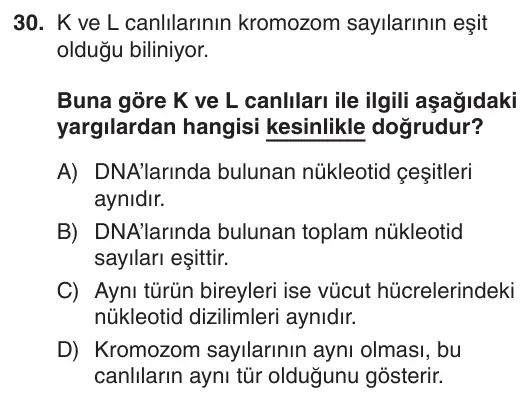 30. K ve L canlılarının kromozom sayılarının eşit
olduğu biliniyor.
Buna göre K ve L canlıları ile ilgili aşağıdaki
yargılardan hangisi kesinlikle doğrudur?
A) DNA'larında bulunan nükleotid çeşitleri
aynıdır.
B) DNA'larında bulunan toplam nükleotid
sayıları eşittir.
C) Aynı türün bireyleri ise vücut hücrelerindeki
nükleotid dizilimleri aynıdır.
D) Kromozom sayılarının aynı olması, bu
canlıların aynı tür olduğunu gösterir.